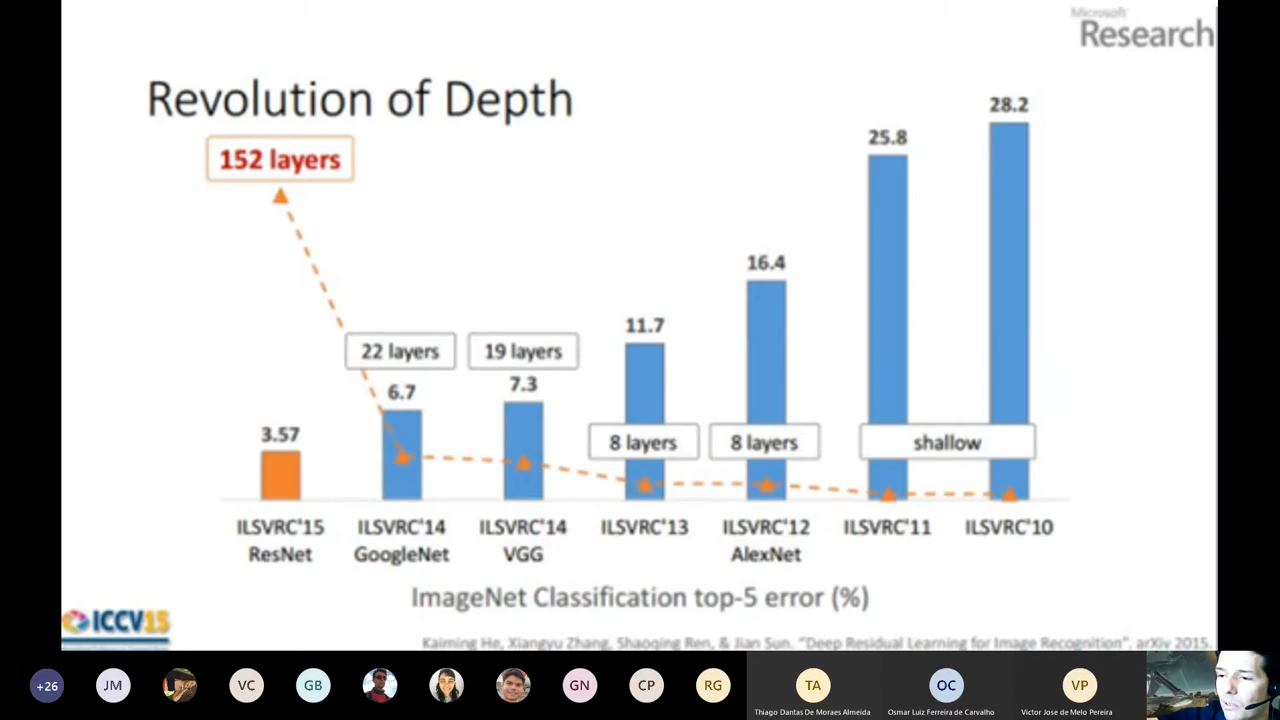 Microsoft
Research
Revolution of Depth
28.2
25.8
152 layers
16.4
11.7
22 layers
19 layers
6.7
7.3
3.57
8 layers
8 layers
shallow
ILSVRC'15
ResNet
ILSVRC'14
GoogleNet
ILSVRC'14
VGG
ILSVRC'13
ILSVRC'12
AlexNet
ILSVRC'11
ILSVRC'10
ImageNet Classification top-5 error (%)
ICCV15
Kaiming He, Xiangyu Zhang, Shaoqing Ren, & Jian Sun. "Deep Residual Learning for Image Recognition". arXiv 2015.
+26
JM
VC
GB
GN
CP
RG
TA
OC
VP
Thiago Dantas De Moraes Almeida
Osmar Luiz Ferreira de Carvalho
Victor Jose de Melo Pereira